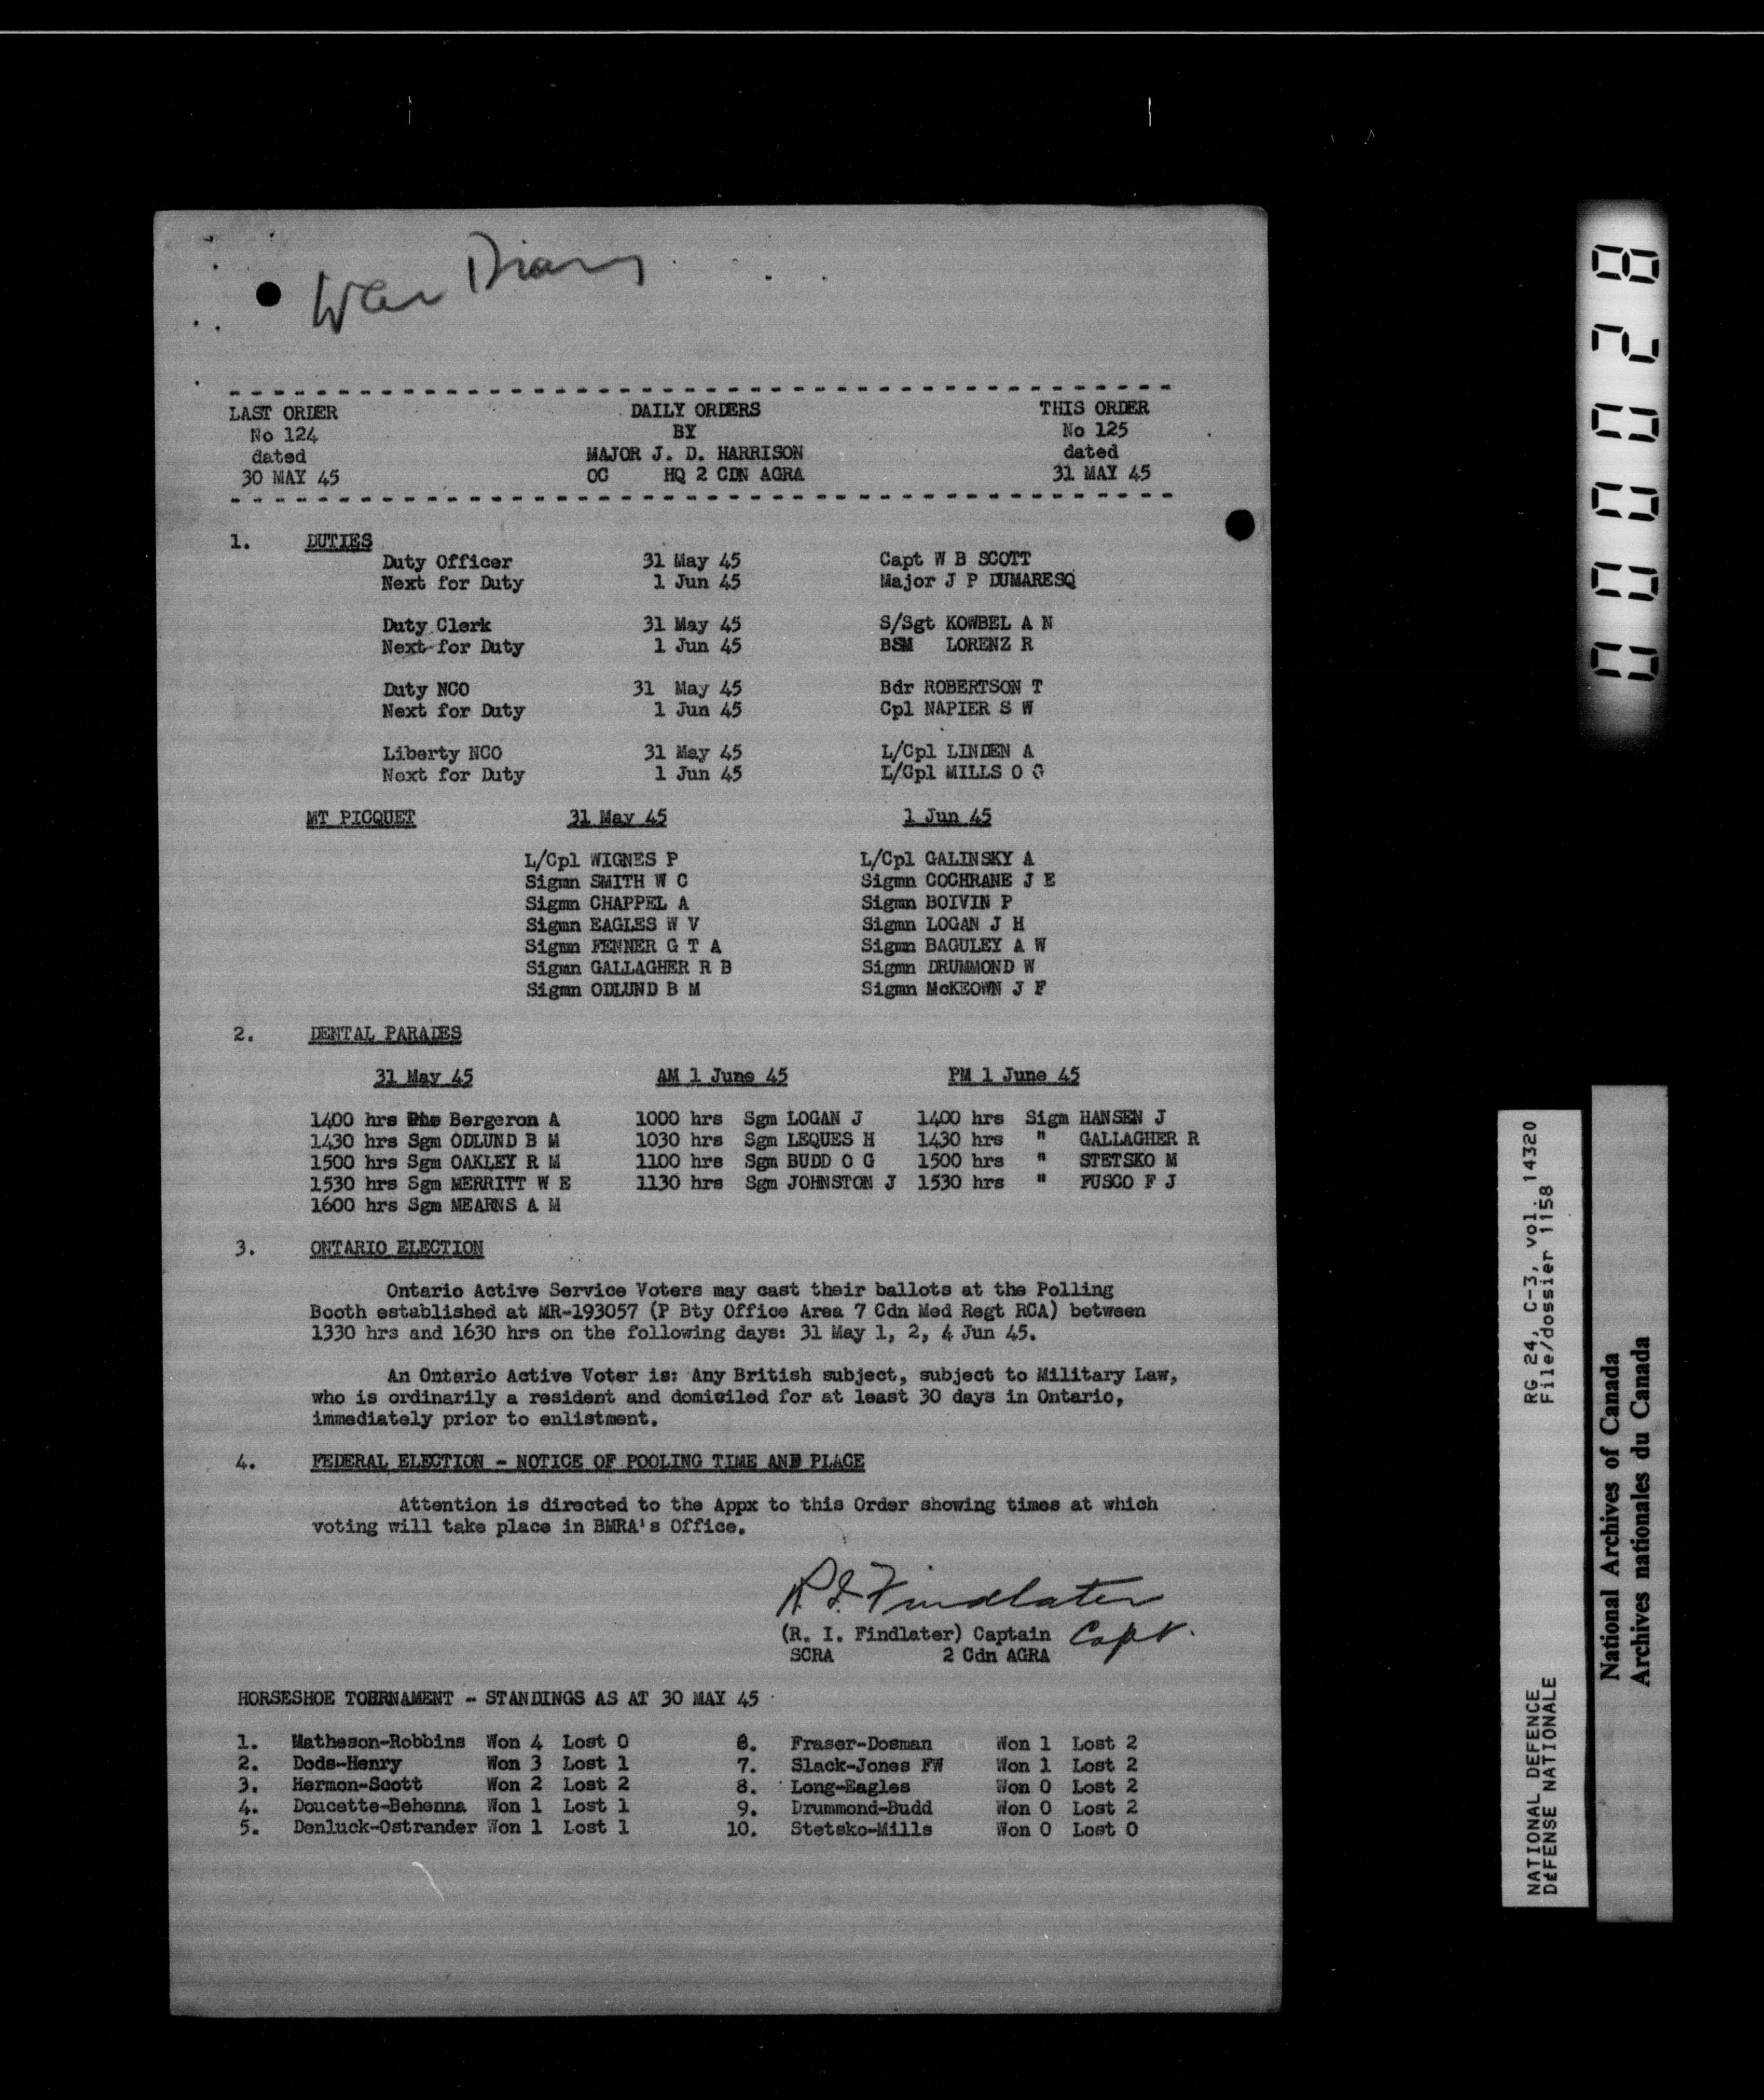 War Diary
LAST ORDER DAILY ORDERS THIS ORDER
No 124 BY No 125
dated MAJOR J. D. HARRISON dated
30 MAY 45 OC HQ 2 CDN AGRA 31 MAY 45
1. DUTIES
Duty Officer 31 May 45 Capt W B SCOTT
Next for Duty 1 Jun 45 Major J P DUMARESQ
Duty Clerk 31 May 45 S/Sgt KOWBEL A N
Next for Duty 1 Jun 45 BSM LORENZ R
Duty NCO 31 May 45 Bdr ROBERTSON T
Next for Duty 1 Jun 45 Cpl NAPIER S W
Liberty NCO 31 May 45 L/Cpl LINDEN A
Next for Duty 1 Jun 45 L/Cpl MILLS O G
MT PICQUET 31 May 45 1 Jun 45
L/Cpl WIGNES P L/Cpl GALINSKY A
Sigmn SMITH W C Sigmn COCHRANE J E
Sigmn CHAPPEL A Sigmn BOIVIN P
Sigmn EAGLES W V Sigmn LOGAN J H
Sigmn FENNER G T A Sigmn BAGULEY A W
Sigmn GALLAGHER R B Sigmn DRUMMOND W
Sigmn ODLUND B M Sigmn McKEOWN J F
2. DENTAL PARADES
31 May 45 AM 1 June 45 PM 1 June 45
1400 hrs Bergeron A 1000 hrs Sgm LOGAN J 1400 hrs Sigm HANSEN J
1430 hrs Sgm ODLUND B M 1030 hrs Sgm LEQUES H 1430 hrs " GALLAGHER R
1500 hrs Sgm OAKLEY R M 1100 hrs Sgm BUDD O G 1500 hrs " STETSKO M
1530 hrs Sgm MERRITT W E 1130 hrs Sgm JOHNSTON J 1530 hrs " FUSCO F J
1600 hrs Sgm MEARNS A M
3. ONTARIO ELECTION
Ontario Active Service Voters may cast their ballots at the Polling
Booth established at MR-193057 (P Bty Office Area 7 Cdn Med Regt RCA) between
1330 hrs and 1630 hrs on the following days: 31 May 1, 2, 4 Jun 45.
An Ontario Active Voter is: Any British subject, subject to Military Law,
who is ordinarily a resident and domiciled for at least 30 days in Ontario,
immediately prior to enlistment.
4. FEDERAL ELECTION - NOTICE OF POOLING TIME AND PLACE
Attention is directed to the Appx to this Order showing times at which
voting will take place in BMRA's Office.
R. I. Findlater
(R. I. Findlater) Captain Capt.
SCRA 2 Cdn AGRA
HORSESHOE TOURNAMENT - STANDINGS AS AT 30 MAY 45
1. Matheson-Robbins Won 4 Lost 0 6. Fraser-Dosman Won 1 Lost 2
2. Dods-Henry Won 3 Lost 1 7. Slack-Jones FW Won 1 Lost 2
3. Hermon-Scott Won 2 Lost 2 8. Long-Eagles Won 0 Lost 2
4. Doucette-Behenna Won 1 Lost 1 9. Drummond-Budd Won 0 Lost 2
5. Denluck-Ostrander Won 1 Lost 1 10. Stetsko-Mills Won 0 Lost 0
000028
NATIONAL DEFENCE RG 24, C-3, vol. 14320
DÉFENSE NATIONALE File/dossier 1158
National Archives of Canada
Archives nationales du Canada